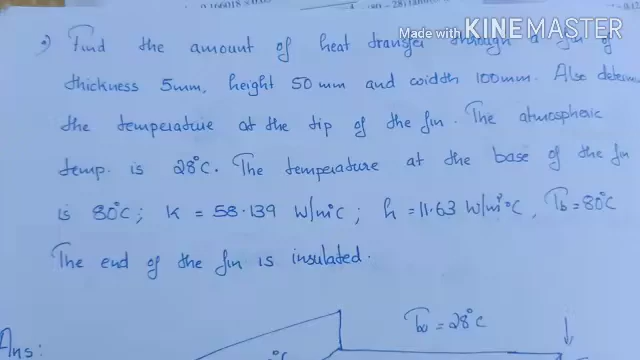 Made with KINEMASTER
Find the amount of heat transfer through a fin of
thickness 5mm, height 50 mm and width 100mm. Also
the temperature at the tip of the fin. The atmospheric
temp. is 28°C. The temperature at the base of the fin
is 80°C; K = 58.139 W/m°C; h = 11.63 W/m²°C, Tb = 80°C
The end of the fin is insulated.
T∞ = 28°C
Ans: